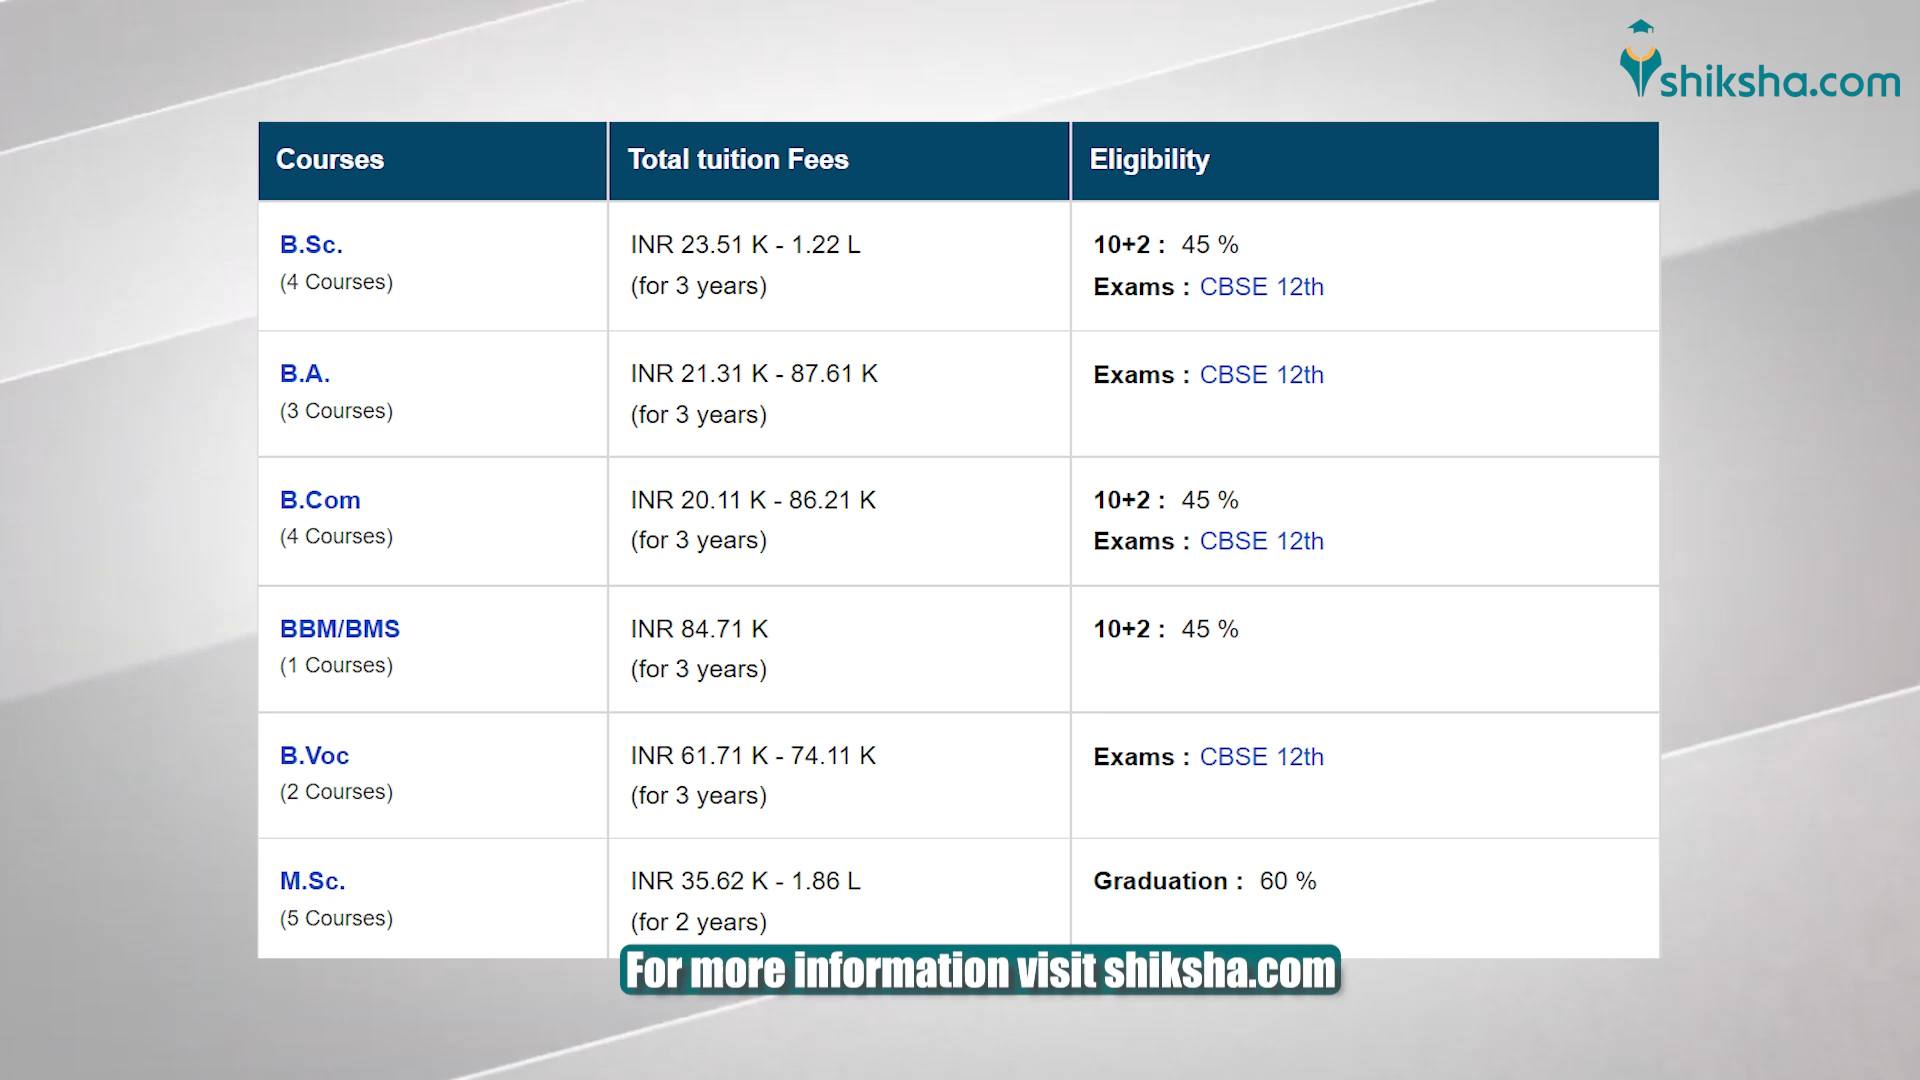 shiksha.com
Courses
Total tuition Fees
Eligibility
B.Sc.
(4 Courses)
INR 23.51 K - 1.22 L
(for 3 years)
10+2 : 45 %
Exams : CBSE 12th
B.A.
(3 Courses)
INR 21.31 K - 87.61 K
(for 3 years)
Exams : CBSE 12th
B.Com
(4 Courses)
INR 20.11 K - 86.21 K
(for 3 years)
10+2 : 45 %
Exams : CBSE 12th
BBM/BMS
(1 Courses)
INR 84.71 K
(for 3 years)
10+2 : 45 %
B.Voc
(2 Courses)
INR 61.71 K - 74.11 K
(for 3 years)
Exams : CBSE 12th
M.Sc.
(5 Courses)
INR 35.62 K - 1.86 L
(for 2 years)
Graduation : 60 %
For more information visit shiksha.com